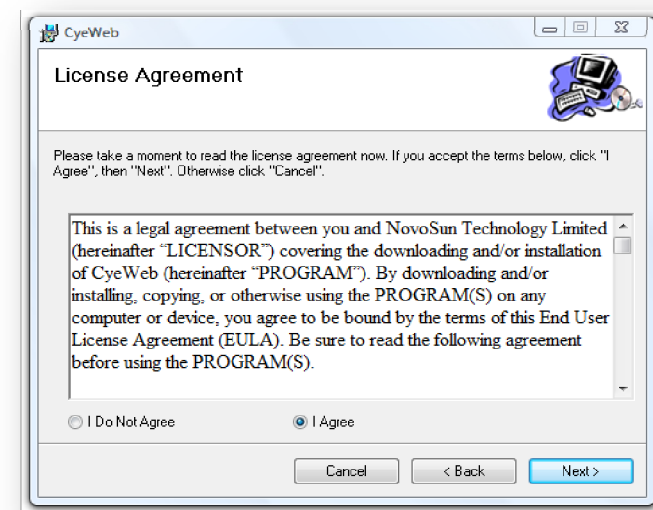 CyeWeb
License Agreement
Please take a moment to read the license agreement now. If you accept the terms below, click "I
Agree", then "Next". Otherwise click "Cancel".
This is a legal agreement between you and NovoSun Technology Limited
(hereinafter “LICENSOR”) covering the downloading and/or installation
of CyeWeb (hereinafter “PROGRAM”). By downloading and/or
installing, copying, or otherwise using the PROGRAM(S) on any
computer or device, you agree to be bound by the terms of this End User
License Agreement (EULA). Be sure to read the following agreement
before using the PROGRAM(S).
I Do Not Agree
I Agree
Cancel
< Back
Next >